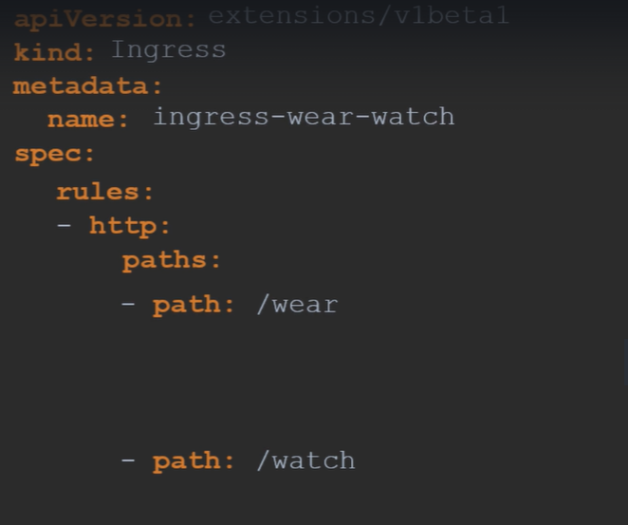 apiVersion: extensions/v1beta1
kind: Ingress
metadata:
name: ingress-wear-watch
spec:
rules:
- http:
paths:
- path: /wear
- path: /watch